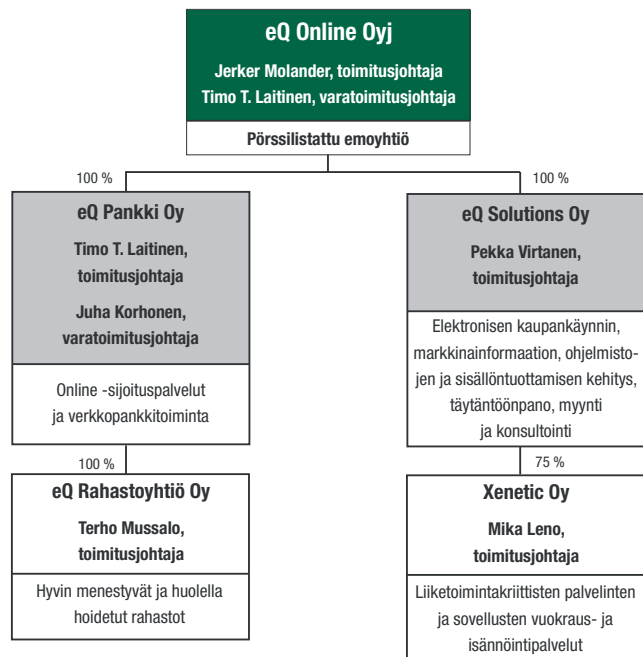 eQ Online Oyj
Jerker Molander, toimitusjohtaja
Timo T. Laitinen, varatoimitusjohtaja
Pörssilistattu emoyhtiö
100 %
eQ Pankki Oy
Timo T. Laitinen,
toimitusjohtaja
Juha Korhonen,
varatoimitusjohtaja
Online -sijoituspalvelut
ja verkkopankkitoiminta
100 %
eQ Rahastoyhtiö Oy
Terho Mussalo,
toimitusjohtaja
Hyvin menestyvät ja huolella
hoidetut rahastot
100 %
eQ Solutions Oy
Pekka Virtanen,
toimitusjohtaja
Elektronisen kaupankäynnin,
markkinainformaation, ohjelmisto-
jen ja sisällöntuottamisen kehitys,
täytäntöönpano, myynti
ja konsultointi
75 %
Xenetic Oy
Mika Leno,
toimitusjohtaja
Liiketoimintakriittisten palvelinten
ja sovellusten vuokraus- ja
isännöintipalvelut